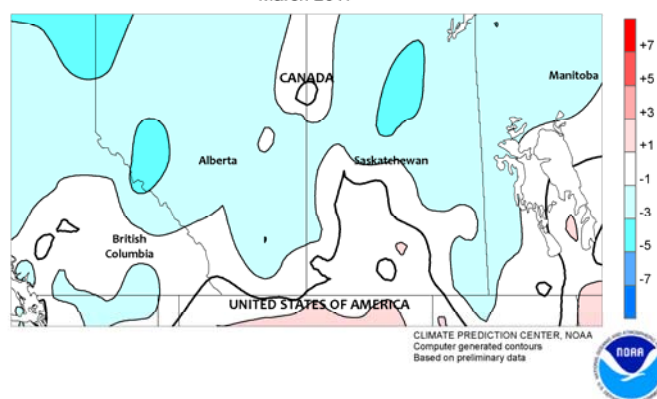 CANADA
Manitoba
Alberta
Saskatchewan
British
Columbia
UNITED STATES OF AMERICA
+7
+5
+3
+1
-1
-3
-5
-7
CLIMATE PREDICTION CENTER, NOAA
Computer generated contours
Based on preliminary data
NOAA